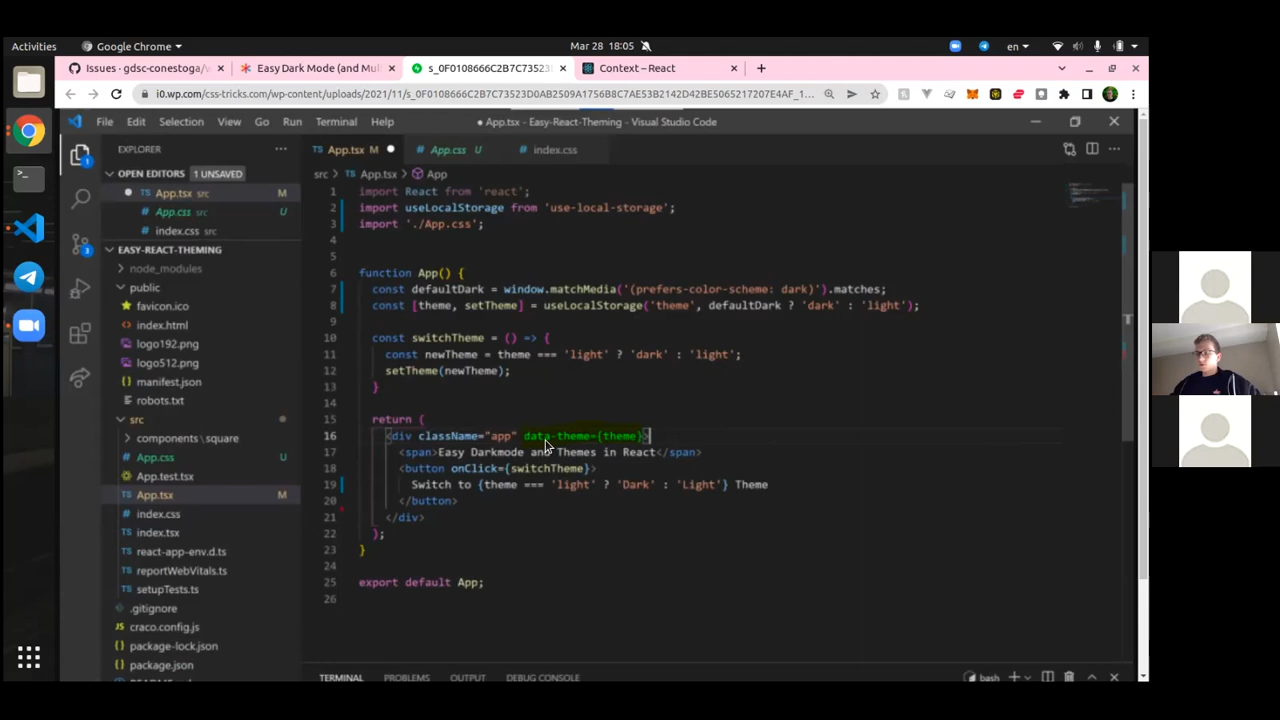 Activities
Google Chrome
Mar 28 18:05
en
Issues · gdsc-conestoga/w
Easy Dark Mode (and Mul
s_0F0108666C2B7C73523
Context – React
i0.wp.com/css-tricks.com/wp-content/uploads/2021/11/s_0F0108666C2B7C73523D0AB2509A1756B8C7AE53B2142D42BE5065217207E4AF_1...
File Edit Selection View Go Run Terminal Help
● App.tsx - Easy-React-Theming - Visual Studio Code
EXPLORER
OPEN EDITORS 1 UNSAVED
TS App.tsx src M
App.css src U
index.css src
EASY-REACT-THEMING
node_modules
public
favicon.ico
index.html
logo192.png
logo512.png
manifest.json
robots.txt
src
components \ square
App.css U
TS App.test.tsx
TS App.tsx M
index.css
TS index.tsx
TS react-app-env.d.ts
TS reportWebVitals.ts
TS setupTests.ts
.gitignore
craco.config.js
package-lock.json
package.json
TS App.tsx M
App.css U
index.css
src > TS App.tsx > App
1 import React from 'react';
2 import useLocalStorage from 'use-local-storage';
3 import './App.css';
4
5
6 function App() {
7 const defaultDark = window.matchMedia('(prefers-color-scheme: dark)').matches;
8 const [theme, setTheme] = useLocalStorage('theme', defaultDark ? 'dark' : 'light');
9
10 const switchTheme = () => {
11 const newTheme = theme === 'light' ? 'dark' : 'light';
12 setTheme(newTheme);
13 }
14
15 return (
16 <div className="app" data-theme={theme}>
17 <span>Easy Darkmode and Themes in React</span>
18 <button onClick={switchTheme}>
19 Switch to {theme === 'light' ? 'Dark' : 'Light'} Theme
20 </button>
21 </div>
22 );
23 }
24
25 export default App;
26
TERMINAL PROBLEMS OUTPUT DEBUG CONSOLE
bash